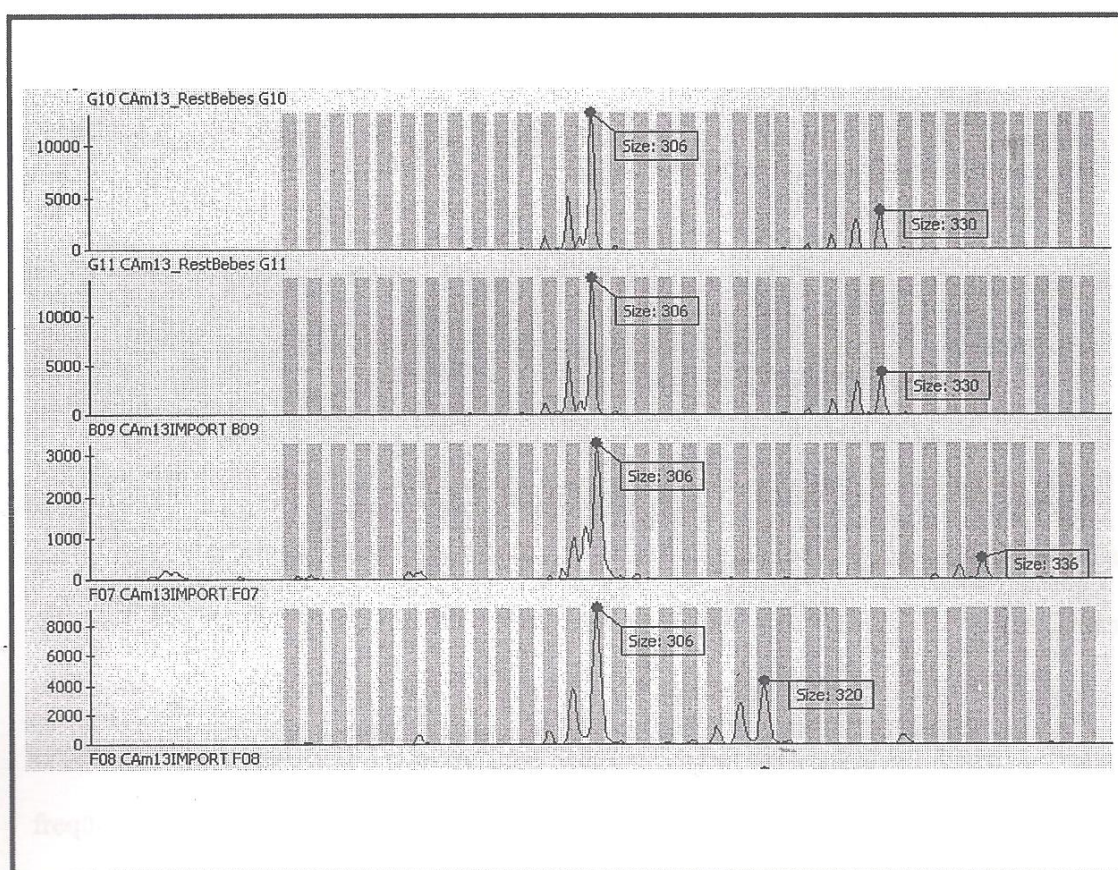 G10 CAm13_RestBebes G10
10000
Size: 306
5000
Size: 330
0
G11 CAm13_RestBebes G11
10000
Size: 306
5000
Size: 330
0
B09 CAm13IMPORT B09
3000
Size: 306
2000
1000
Size: 336
0
F07 CAm13IMPORT F07
8000
Size: 306
6000
4000
Size: 320
2000
0
F08 CAm13IMPORT F08